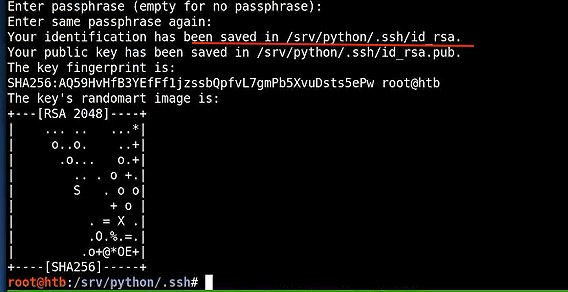 Enter passphrase (empty for no passphrase):
Enter same passphrase again:
Your identification has been saved in /srv/python/.ssh/id_rsa.
Your public key has been saved in /srv/python/.ssh/id_rsa.pub.
The key fingerprint is:
SHA256:AQ59HvHfB3YEfFf1jzssbQpfvL7gmPb5XvuDsts5ePw root@htb
The key's randomart image is:
+---[RSA 2048]----+
|    ... ..   ...*|
|     o..o.    ..+|
|      .o...   o.+|
|        .. . o +.|
|        S   . o o|
|             + o |
|          . = X .|
|          .O.%.=.|
|         .o+@*OE+|
+----[SHA256]-----+
root@htb:/srv/python/.ssh#